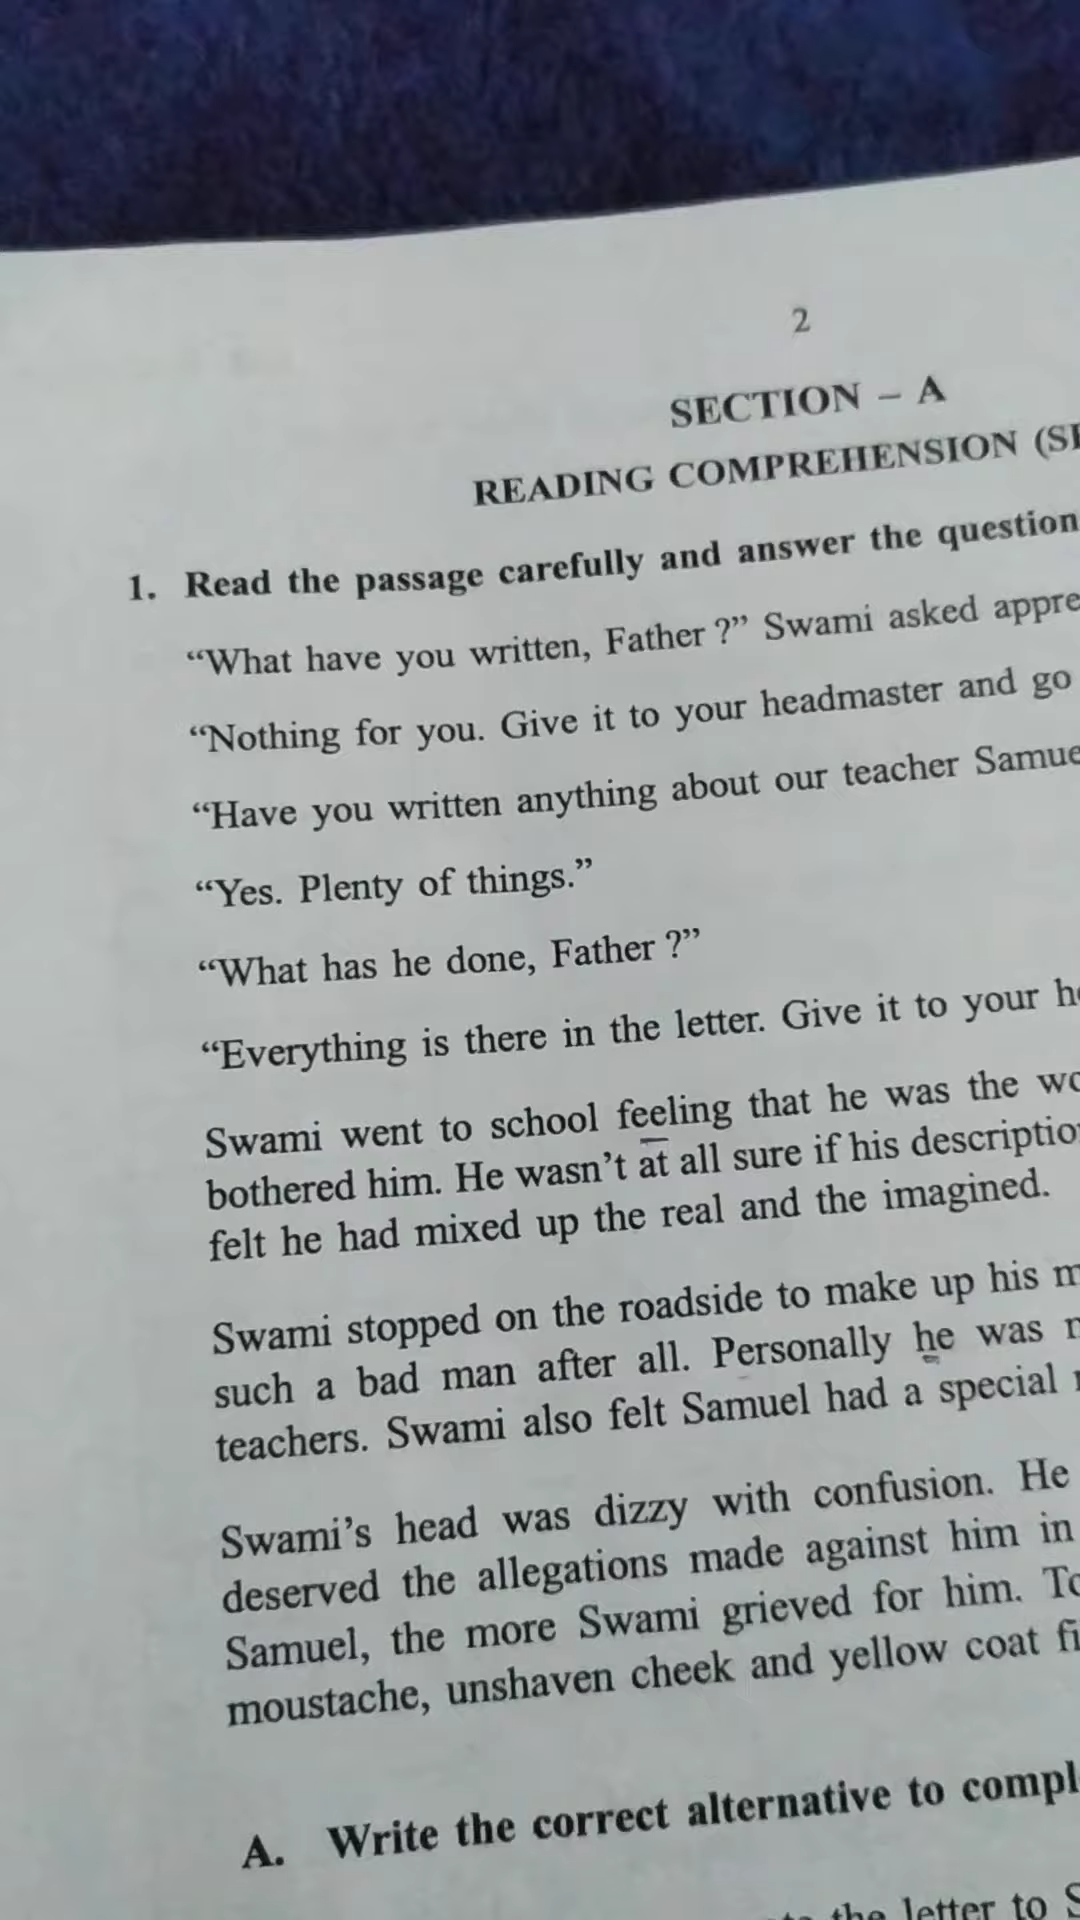 2
SECTION – A
READING COMPREHENSION
1. Read the passage carefully and answer the question
“What have you written, Father ?” Swami asked
“Nothing for you. Give it to your headmaster and go
“Have you written anything about our teacher
“Yes. Plenty of things.”
“What has he done, Father ?”
“Everything is there in the letter. Give it to your
Swami went to school feeling that he was the
bothered him. He wasn’t at all sure if his
felt he had mixed up the real and the imagined.
Swami stopped on the roadside to make up his
such a bad man after all. Personally he was
teachers. Swami also felt Samuel had a special
Swami’s head was dizzy with confusion. He
deserved the allegations made against him in
Samuel, the more Swami grieved for him.
moustache, unshaven cheek and yellow coat
A. Write the correct alternative to
the letter to